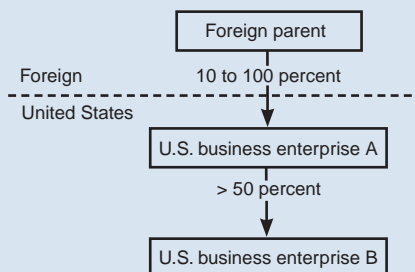 Foreign parent
Foreign
10 to 100 percent
United States
U.S. business enterprise A
> 50 percent
U.S. business enterprise B